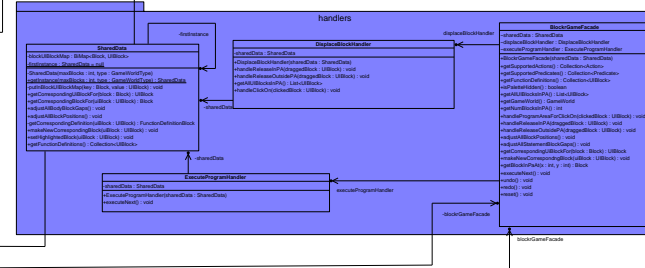 handlers
SharedData
-blockUIBlockMap : BiMap<Block, UIBlock>
-firstInstance : SharedData = null
-SharedData(maxBlocks : int, type : GameWorldType)
+getInstance(maxBlocks : int, type : GameWorldType) : SharedData
-putInBlockUIBlockMap(key : Block, value : UIBlock) : void
+getCorrespondingUiBlockFor(block : Block) : UIBlock
+getCorrespondingBlockFor(uiBlock : UIBlock) : Block
+adjustAllBodyBlockGaps() : void
+adjustAllBlockPositions() : void
-getCorrespondingDefinition(uiBlock : UIBlock) : FunctionDefinitionBlock
+makeNewCorrespondingBlock(uiBlock : UIBlock) : void
+setHighlightedBlock(uiBlock : UIBlock) : void
+getFunctionDefinitions() : Collection<UIBlock>
-firstInstance
DisplaceBlockHandler
-sharedData : SharedData
+DisplaceBlockHandler(sharedData : SharedData)
+handleReleaseInPA(draggedBlock : UIBlock) : void
+handleReleaseOutsidePA(draggedBlock : UIBlock) : void
+getAllUIBlocksInPA() : List<UIBlock>
+handleClickOn(clickedBlock : UIBlock) : void
-sharedData
displaceBlockHandler
BlockrGameFacade
-sharedData : SharedData
-displaceBlockHandler : DisplaceBlockHandler
-executeProgramHandler : ExecuteProgramHandler
+BlockrGameFacade(sharedData : SharedData)
+getSupportedActions() : Collection<Action>
+getSupportedPredicates() : Collection<Predicate>
+getFunctionDefinitions() : Collection<UIBlock>
+isPaletteHidden() : boolean
+getAllUIBlocksInPA() : List<UIBlock>
+getGameWorld() : GameWorld
+getNumBlocksInPA() : int
+handleProgramAreaForClickOn(clickedBlock : UIBlock) : void
+handleReleaseInPA(draggedBlock : UIBlock) : void
+handleReleaseOutsidePA(draggedBlock : UIBlock) : void
+adjustAllBlockPositions() : void
+adjustAllStatementBlockGaps() : void
+getCorrespondingUiBlockFor(block : Block) : UIBlock
+makeNewCorrespondingBlock(uiBlock : UIBlock) : void
+getBlockInPaAt(x : int, y : int) : Block
+executeNext() : void
+undo() : void
+redo() : void
+reset() : void
-sharedData
ExecuteProgramHandler
-sharedData : SharedData
+ExecuteProgramHandler(sharedData : SharedData)
+executeNext() : void
executeProgramHandler
-blockrGameFacade
blockrGameFacade